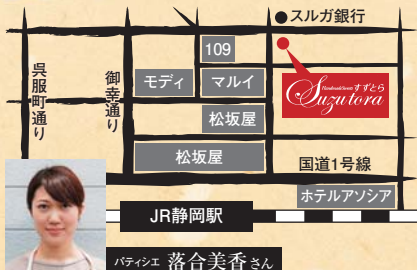 スルガ銀行
109
Handmade Sweets すずとら
Suzutora
呉服町通り
御幸通り
モディ
マルイ
松坂屋
松坂屋
国道1号線
ホテルアソシア
JR静岡駅
パティシエ 落合美香さん